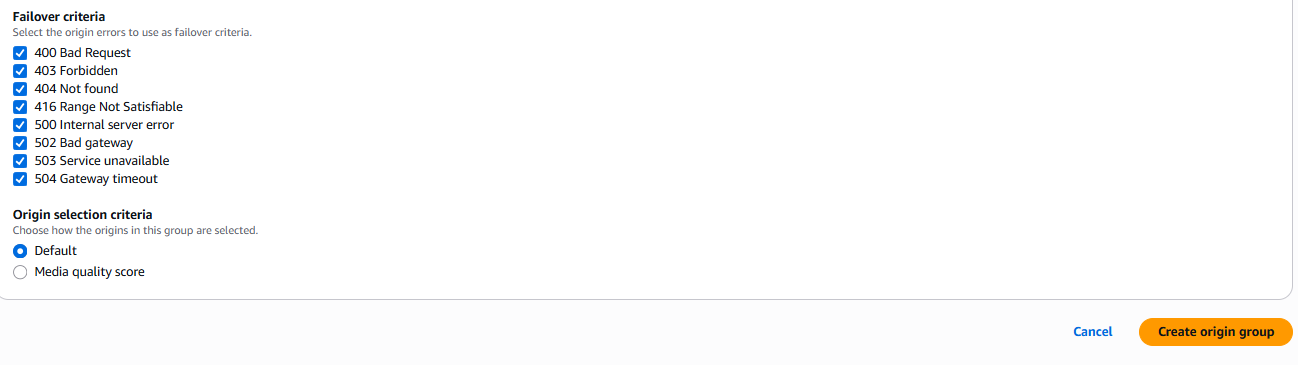 Failover criteria
Select the origin errors to use as failover criteria.
400 Bad Request
403 Forbidden
404 Not found
416 Range Not Satisfiable
500 Internal server error
502 Bad gateway
503 Service unavailable
504 Gateway timeout
Origin selection criteria
Choose how the origins in this group are selected.
Default
Media quality score
Cancel
Create origin group